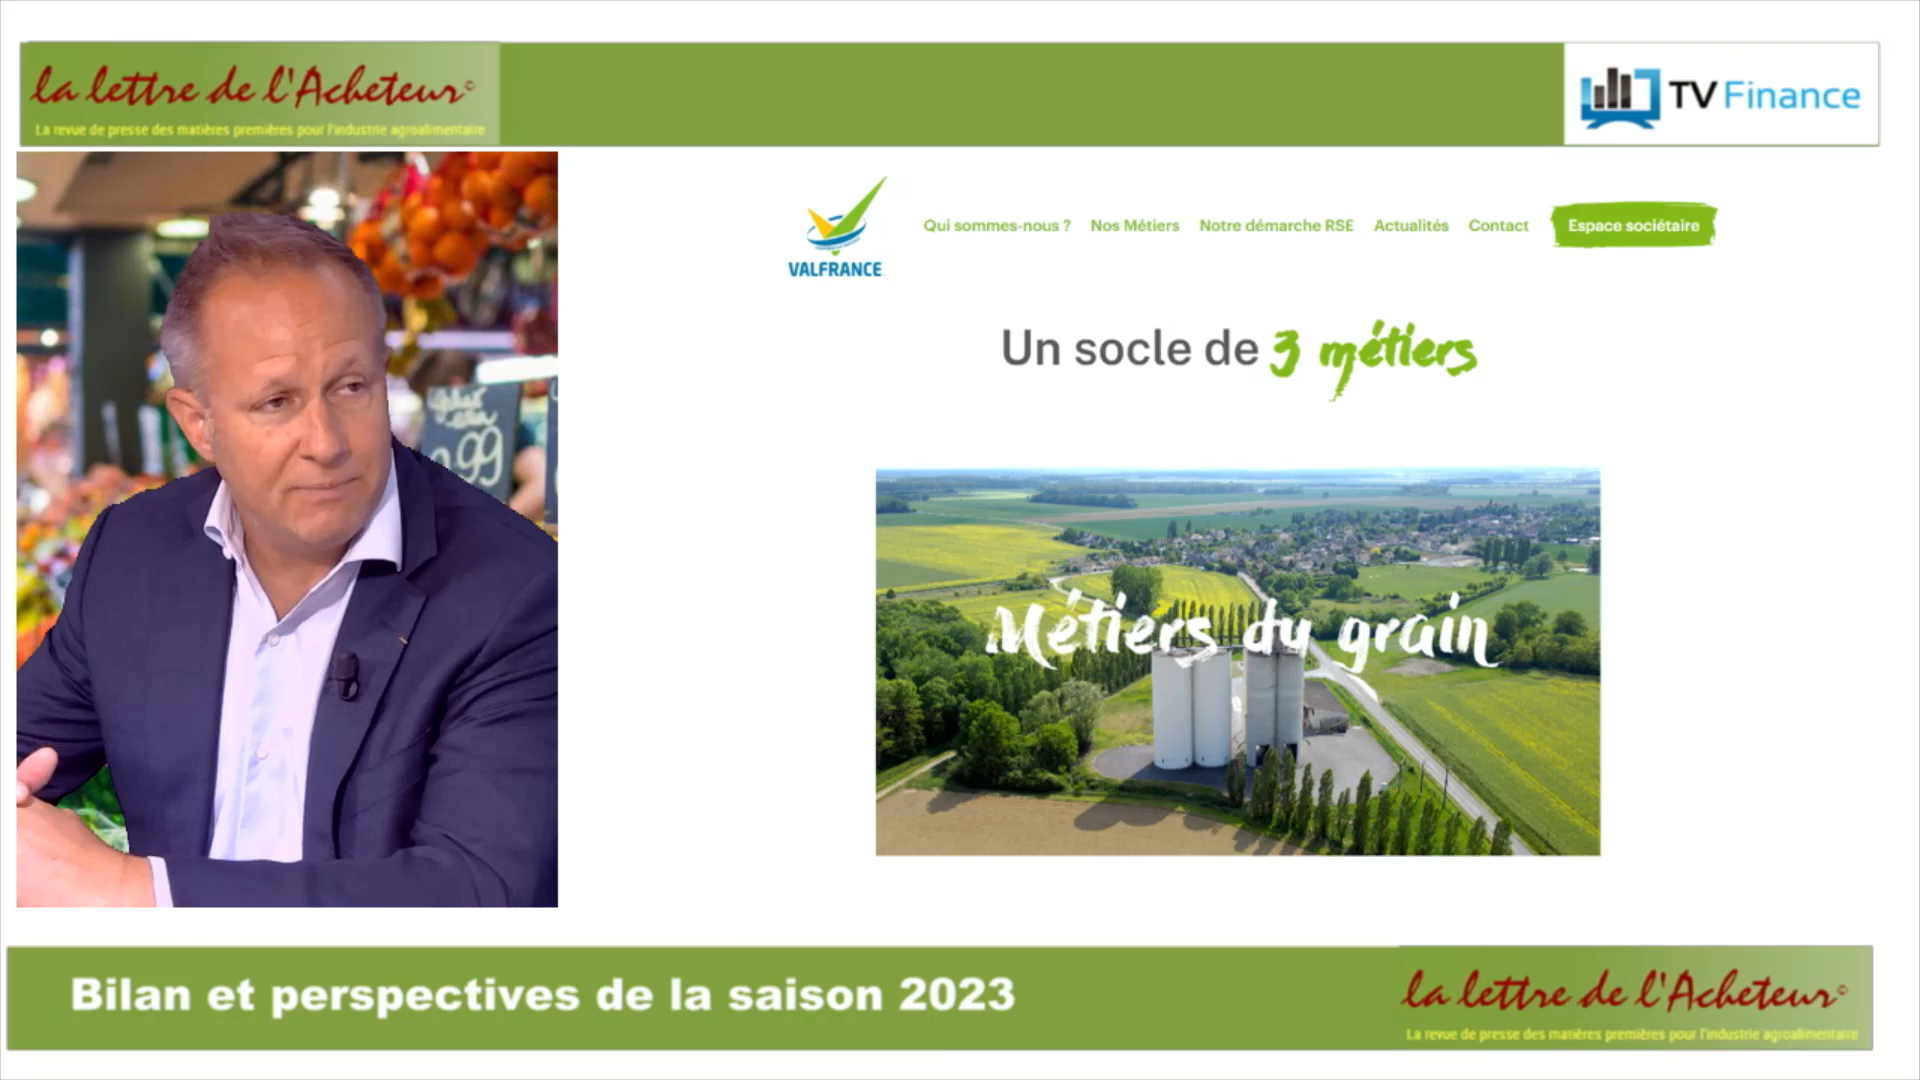 la lettre de l'Acheteur©
La revue de presse des matières premières pour l'industrie agroalimentaire
TV Finance
VALFRANCE
Qui sommes-nous ? Nos Métiers Notre démarche RSE Actualités Contact Espace sociétaire
Un socle de 3 métiers
99
Métiers du grain
Bilan et perspectives de la saison 2023
la lettre de l'Acheteur©
La revue de presse des matières premières pour l'industrie agroalimentaire